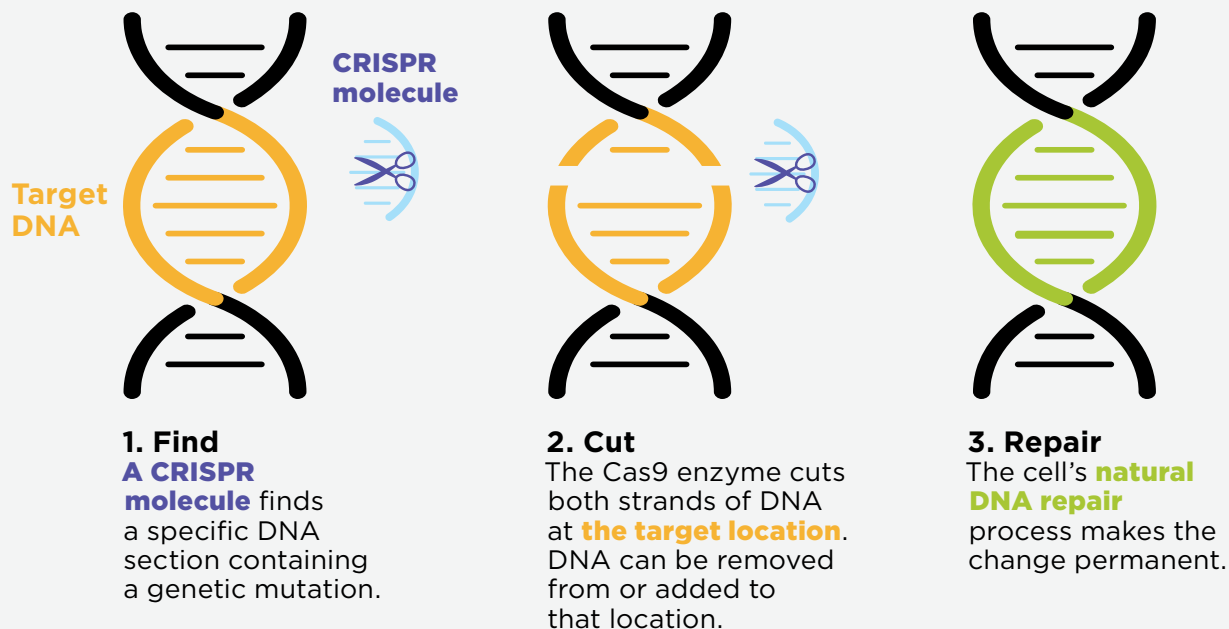 CRISPR
molecule
Target
DNA
1. Find
A CRISPR
molecule finds
a specific DNA
section containing
a genetic mutation.
2. Cut
The Cas9 enzyme cuts
both strands of DNA
at the target location.
DNA can be removed
from or added to
that location.
3. Repair
The cell’s natural
DNA repair
process makes the
change permanent.